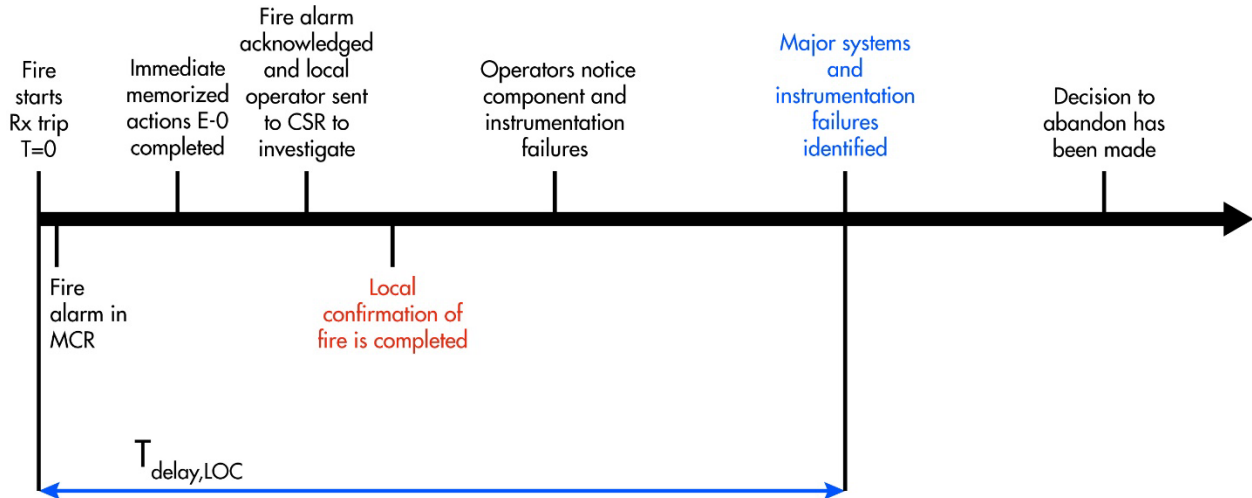 Fire
starts
Rx trip
T=0
Immediate
memorized
actions E-0
completed
Fire alarm
acknowledged
and local
operator sent
to CSR to
investigate
Operators notice
component and
instrumentation
failures
Major systems
and
instrumentation
failures
identified
Decision to
abandon has
been made
Fire
alarm in
MCR
Local
confirmation of
fire is completed
Tdelay,LOC